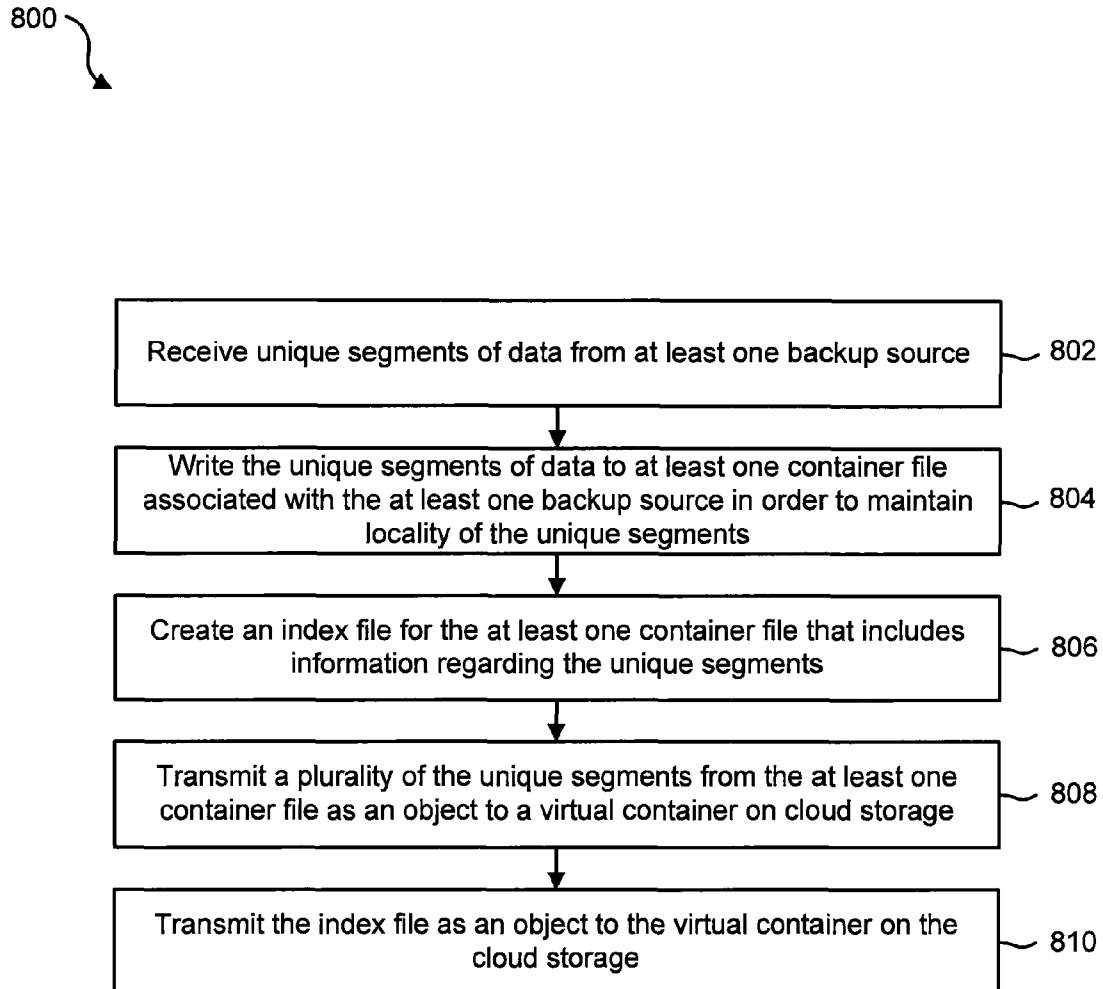 800
Receive unique segments of data from at least one backup source
802
Write the unique segments of data to at least one container file
associated with the at least one backup source in order to maintain
locality of the unique segments
804
Create an index file for the at least one container file that includes
information regarding the unique segments
806
Transmit a plurality of the unique segments from the at least one
container file as an object to a virtual container on cloud storage
808
Transmit the index file as an object to the virtual container on the
cloud storage
810